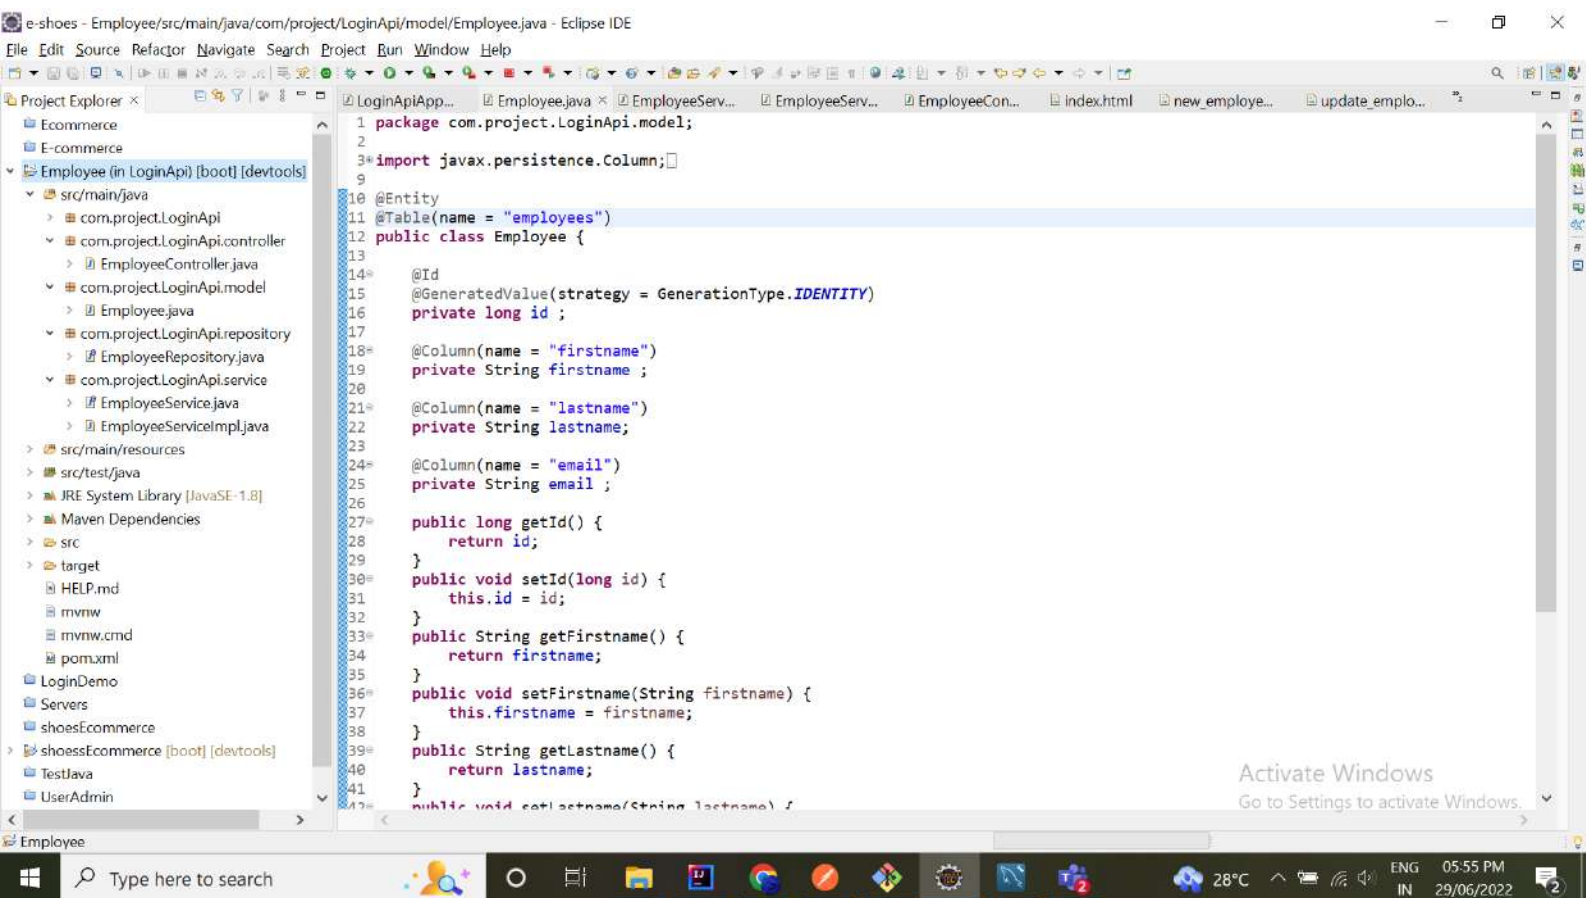 e-shoes - Employee/src/main/java/com/project/LoginApi/model/Employee.java - Eclipse IDE
File Edit Source Refactor Navigate Search Project Run Window Help
Project Explorer ×
LoginApiApp... Employee.java × EmployeeServ... EmployeeServ... EmployeeCon... index.html new_employe... update_emplo... 
Ecommerce
E-commerce
Employee (in LoginApi) [boot] [devtools]
src/main/java
com.project.LoginApi
com.project.LoginApi.controller
EmployeeController.java
com.project.LoginApi.model
Employee.java
com.project.LoginApi.repository
EmployeeRepository.java
com.project.LoginApi.service
EmployeeService.java
EmployeeServiceImpl.java
src/main/resources
src/test/java
JRE System Library [JavaSE-1.8]
Maven Dependencies
src
target
HELP.md
mvnw
mvnw.cmd
pom.xml
LoginDemo
Servers
shoesEcommerce
shoessEcommerce [boot] [devtools]
TestJava
UserAdmin
1 package com.project.LoginApi.model;
2
3 import javax.persistence.Column;
9
10 @Entity
11 @Table(name = "employees")
12 public class Employee {
13
14 @Id
15 @GeneratedValue(strategy = GenerationType.IDENTITY)
16 private long id ;
17
18 @Column(name = "firstname")
19 private String firstname ;
20
21 @Column(name = "lastname")
22 private String lastname;
23
24 @Column(name = "email")
25 private String email ;
26
27 public long getId() {
28 return id;
29 }
30 public void setId(long id) {
31 this.id = id;
32 }
33 public String getFirstname() {
34 return firstname;
35 }
36 public void setFirstname(String firstname) {
37 this.firstname = firstname;
38 }
39 public String getLastname() {
40 return lastname;
41 }
42 public void setLastname(String lastname) {
Activate Windows
Go to Settings to activate Windows.
Employee
Type here to search
28°C
ENG
IN
05:55 PM
29/06/2022
2